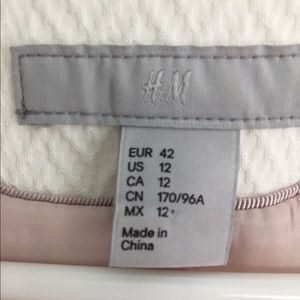 H&M
EUR 42
US 12
CA 12
CN 170/96A
MX 12
Made in
China